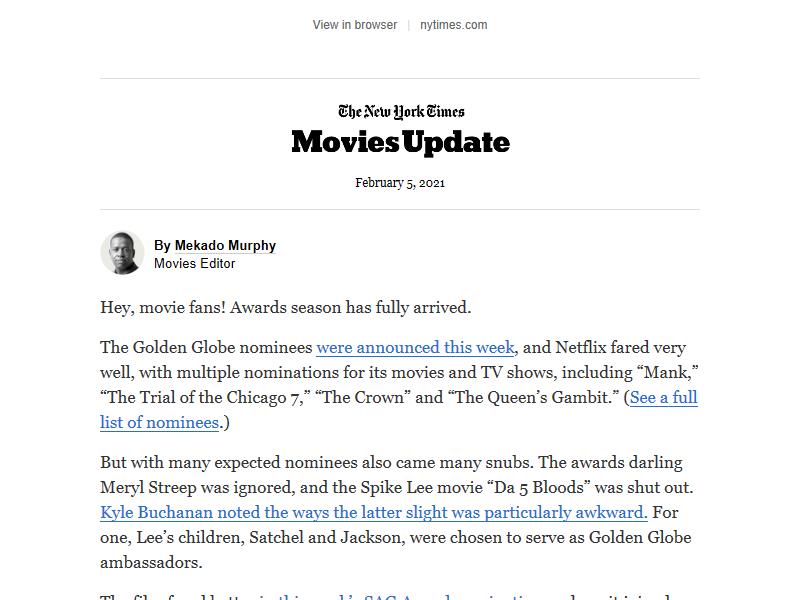 View in browser | nytimes.com
The New York Times
Movies Update
February 5, 2021
By Mekado Murphy
Movies Editor
Hey, movie fans! Awards season has fully arrived.
The Golden Globe nominees were announced this week, and Netflix fared very
well, with multiple nominations for its movies and TV shows, including “Mank,”
“The Trial of the Chicago 7,” “The Crown” and “The Queen’s Gambit.” (See a full
list of nominees.)
But with many expected nominees also came many snubs. The awards darling
Meryl Streep was ignored, and the Spike Lee movie “Da 5 Bloods” was shut out.
Kyle Buchanan noted the ways the latter slight was particularly awkward. For
one, Lee’s children, Satchel and Jackson, were chosen to serve as Golden Globe
ambassadors.